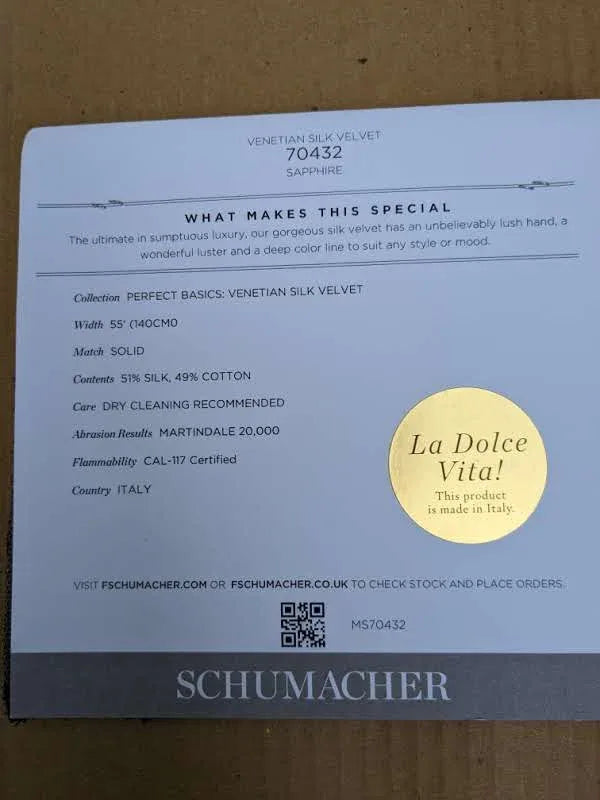 VENETIAN SILK VELVET
70432
SAPPHIRE
WHAT MAKES THIS SPECIAL
The ultimate in sumptuous luxury, our gorgeous silk velvet has an unbelievably lush hand, a
wonderful luster and a deep color line to suit any style or mood.
Collection PERFECT BASICS: VENETIAN SILK VELVET
Width 55' (140CM0
Match SOLID
Contents 51% SILK, 49% COTTON
Care DRY CLEANING RECOMMENDED
Abrasion Results MARTINDALE 20,000
Flammability CAL-117 Certified
Country ITALY
La Dolce
Vita!
This product
is made in Italy.
VISIT FSCHUMACHER.COM OR FSCHUMACHER.CO.UK TO CHECK STOCK AND PLACE ORDERS.
MS70432
SCHUMACHER